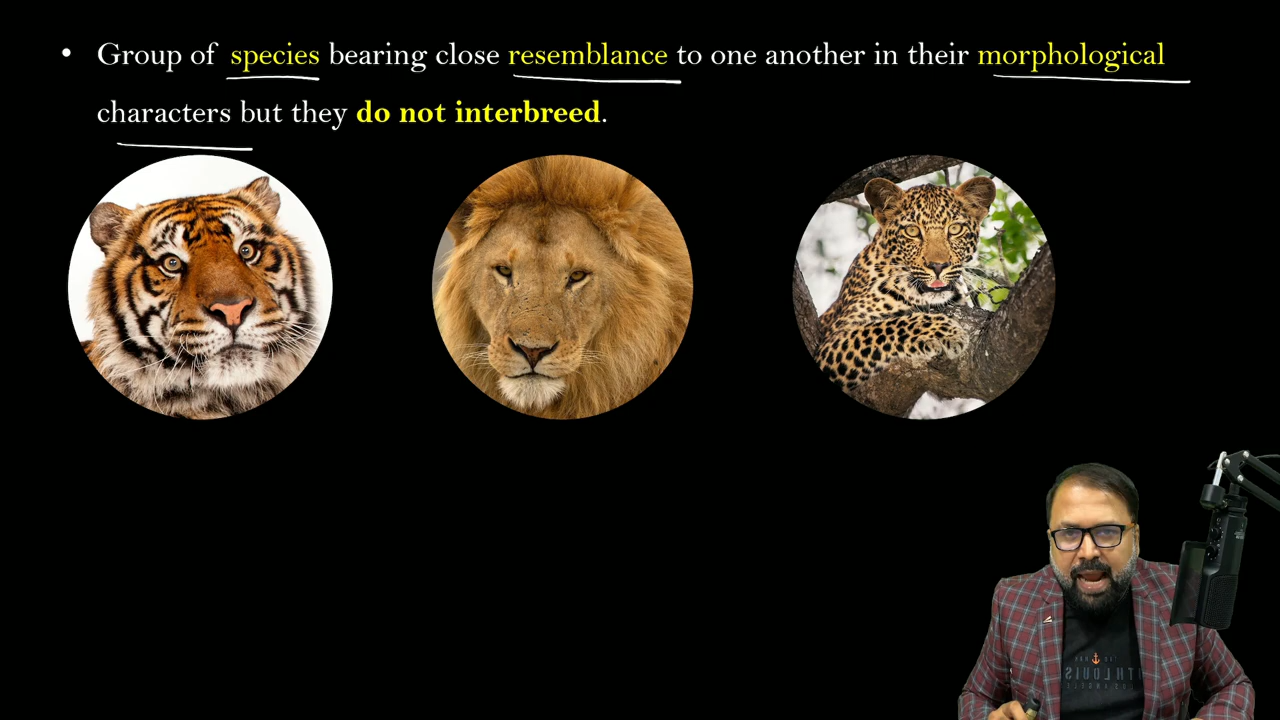 • Group of species bearing close resemblance to one another in their morphological
characters but they do not interbreed.